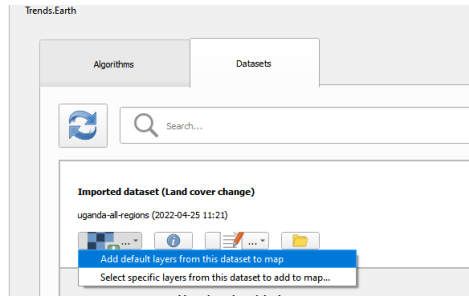 Trends.Earth
Algorithms
Datasets
Search...
Imported dataset (Land cover change)
uganda-all-regions (2022-04-25 11:21)
...
...
Add default layers from this dataset to map
Select specific layers from this dataset to add to map...